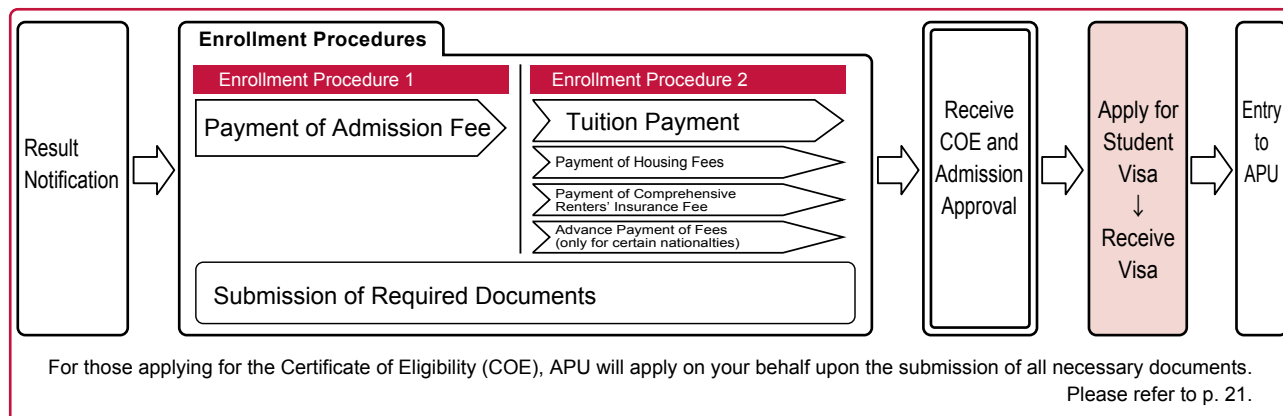 Result
Notification
Enrollment Procedures
Enrollment Procedure 1
Payment of Admission Fee
Enrollment Procedure 2
Tuition Payment
Payment of Housing Fees
Payment of Comprehensive
Renters' Insurance Fee
Advance Payment of Fees
(only for certain nationalties)
Submission of Required Documents
Receive
COE and
Admission
Approval
Apply for
Student
Visa
↓
Receive
Visa
Entry
to
APU
For those applying for the Certificate of Eligibility (COE), APU will apply on your behalf upon the submission of all necessary documents.
Please refer to p. 21.